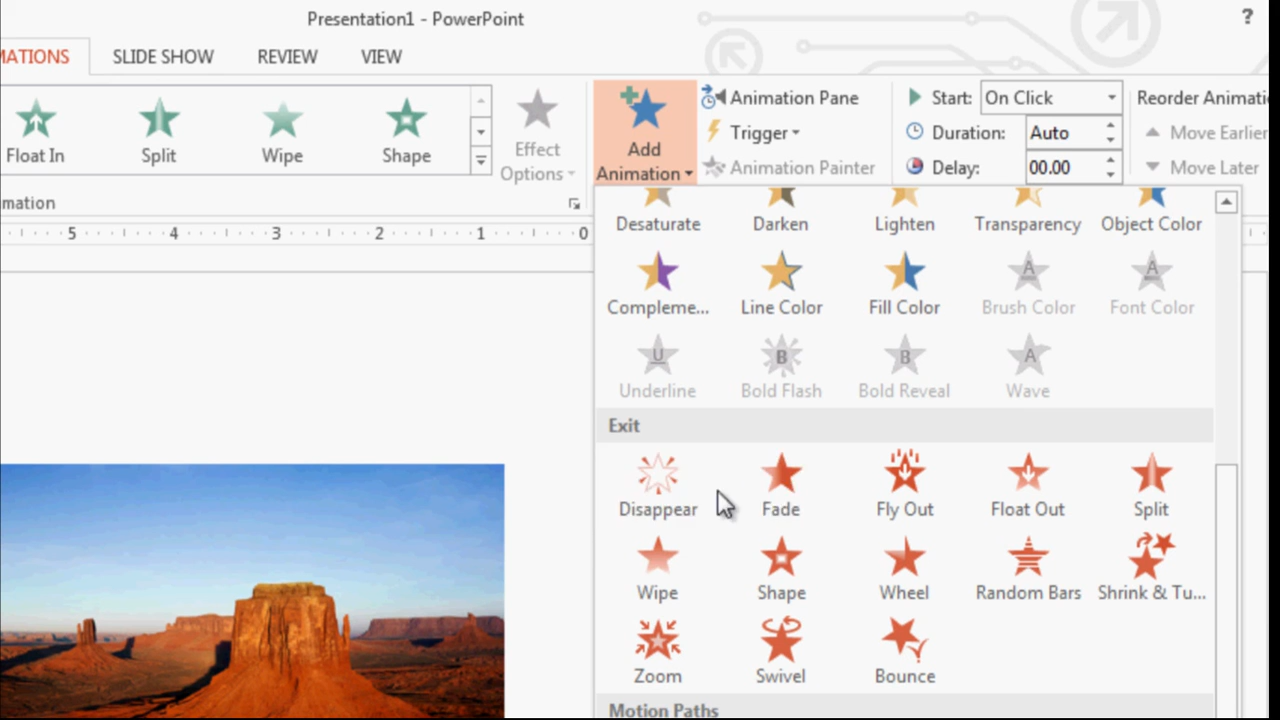 Presentation1 - PowerPoint ?
MATIONS SLIDE SHOW REVIEW VIEW
Float In Split Wipe Shape
Effect Options
Add Animation
Animation Pane
Trigger
Animation Painter
Start: On Click
Duration: Auto
Delay: 00.00
Reorder Animati
Move Earlier
Move Later
mation
5 4 3 2 1 0
Desaturate Darken Lighten Transparency Object Color
Compleme... Line Color Fill Color Brush Color Font Color
U B B A
Underline Bold Flash Bold Reveal Wave
Exit
Disappear Fade Fly Out Float Out Split
Wipe Shape Wheel Random Bars Shrink & Tu...
Zoom Swivel Bounce
Motion Paths